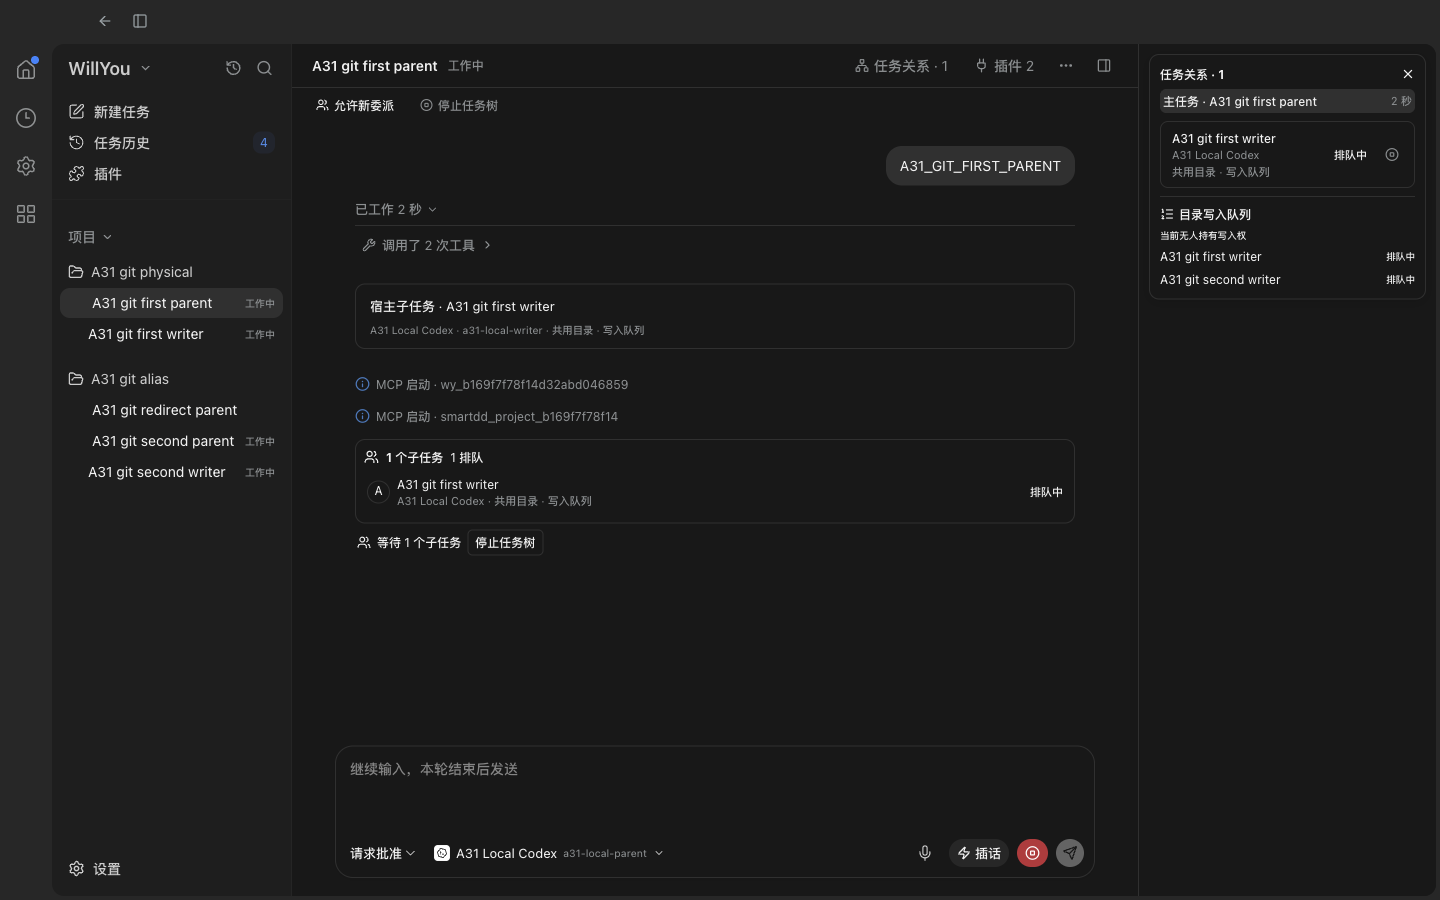 WillYou
新建任务
任务历史 4
插件
项目
A31 git physical
A31 git first parent 工作中
A31 git first writer 工作中
A31 git alias
A31 git redirect parent
A31 git second parent 工作中
A31 git second writer 工作中
设置
A31 git first parent 工作中
任务关系 · 1 插件 2
允许新委派 停止任务树
A31_GIT_FIRST_PARENT
已工作 2 秒
调用了 2 次工具
宿主子任务 · A31 git first writer
A31 Local Codex · a31-local-writer · 共用目录 · 写入队列
MCP 启动 · wy_b169f7f78f14d32abd046859
MCP 启动 · smartdd_project_b169f7f78f14
1 个子任务 1 排队
A
A31 git first writer
A31 Local Codex · 共用目录 · 写入队列
排队中
等待 1 个子任务 停止任务树
继续输入，本轮结束后发送
请求批准 A31 Local Codex a31-local-parent 插话
任务关系 · 1
主任务 · A31 git first parent 2 秒
A31 git first writer
A31 Local Codex
共用目录 · 写入队列
排队中
目录写入队列
当前无人持有写入权
A31 git first writer 排队中
A31 git second writer 排队中